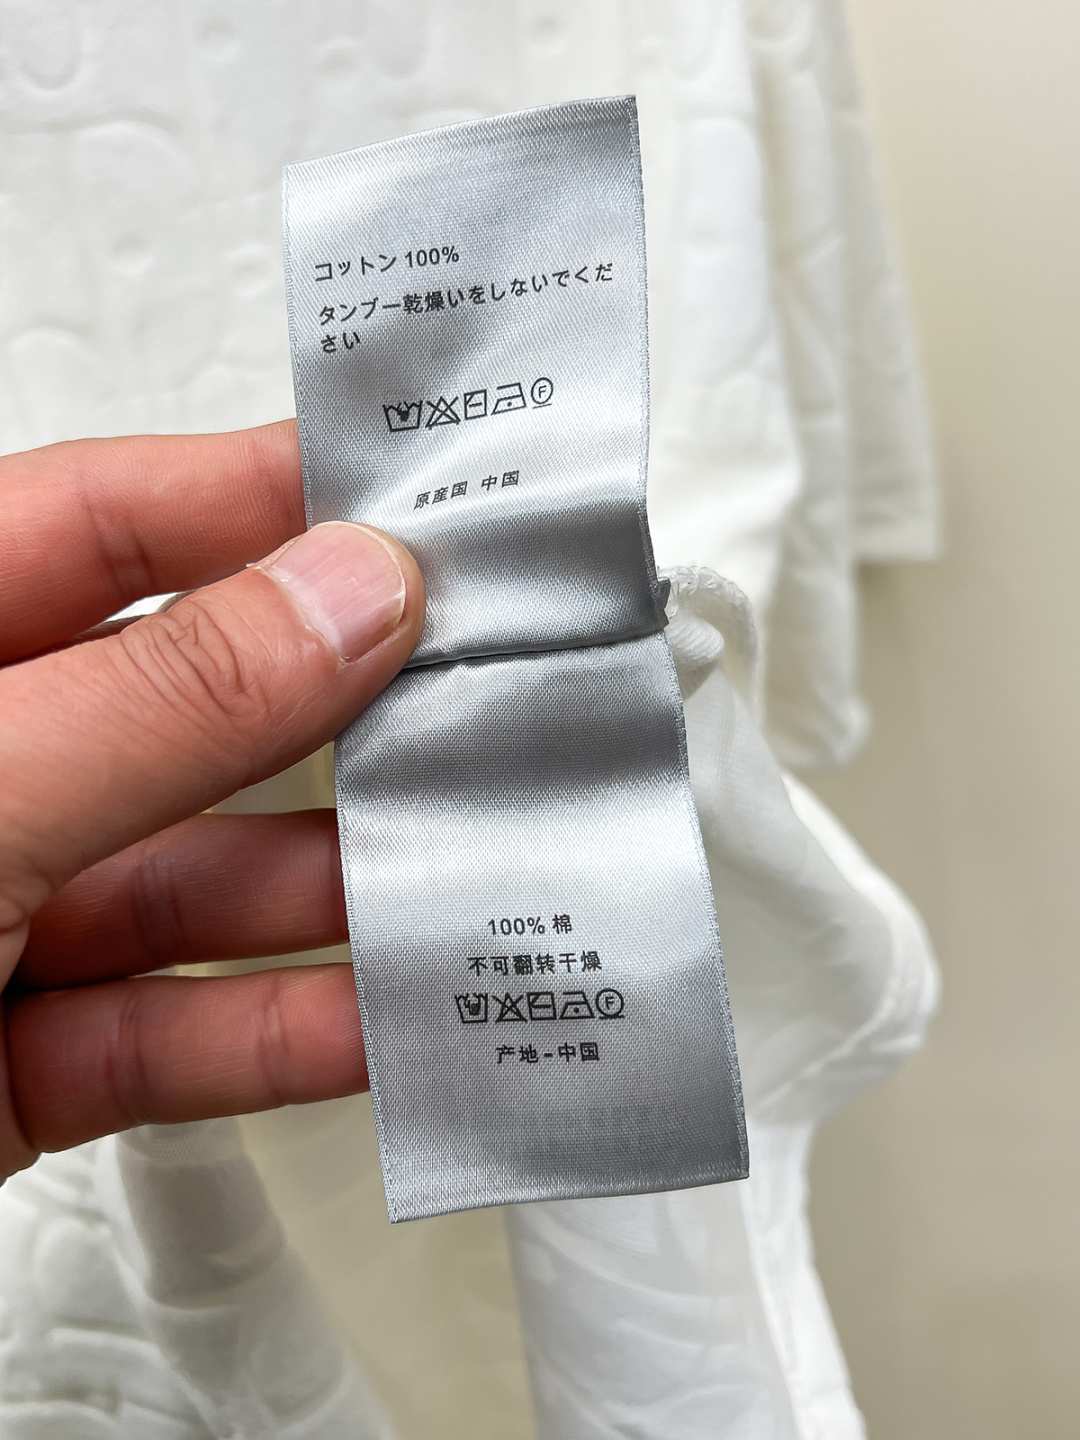 コットン 100%
タンブー乾燥いをしないでくだ
さい
F
原産国 中国
100% 棉
不可翻转干燥
F
产地-中国